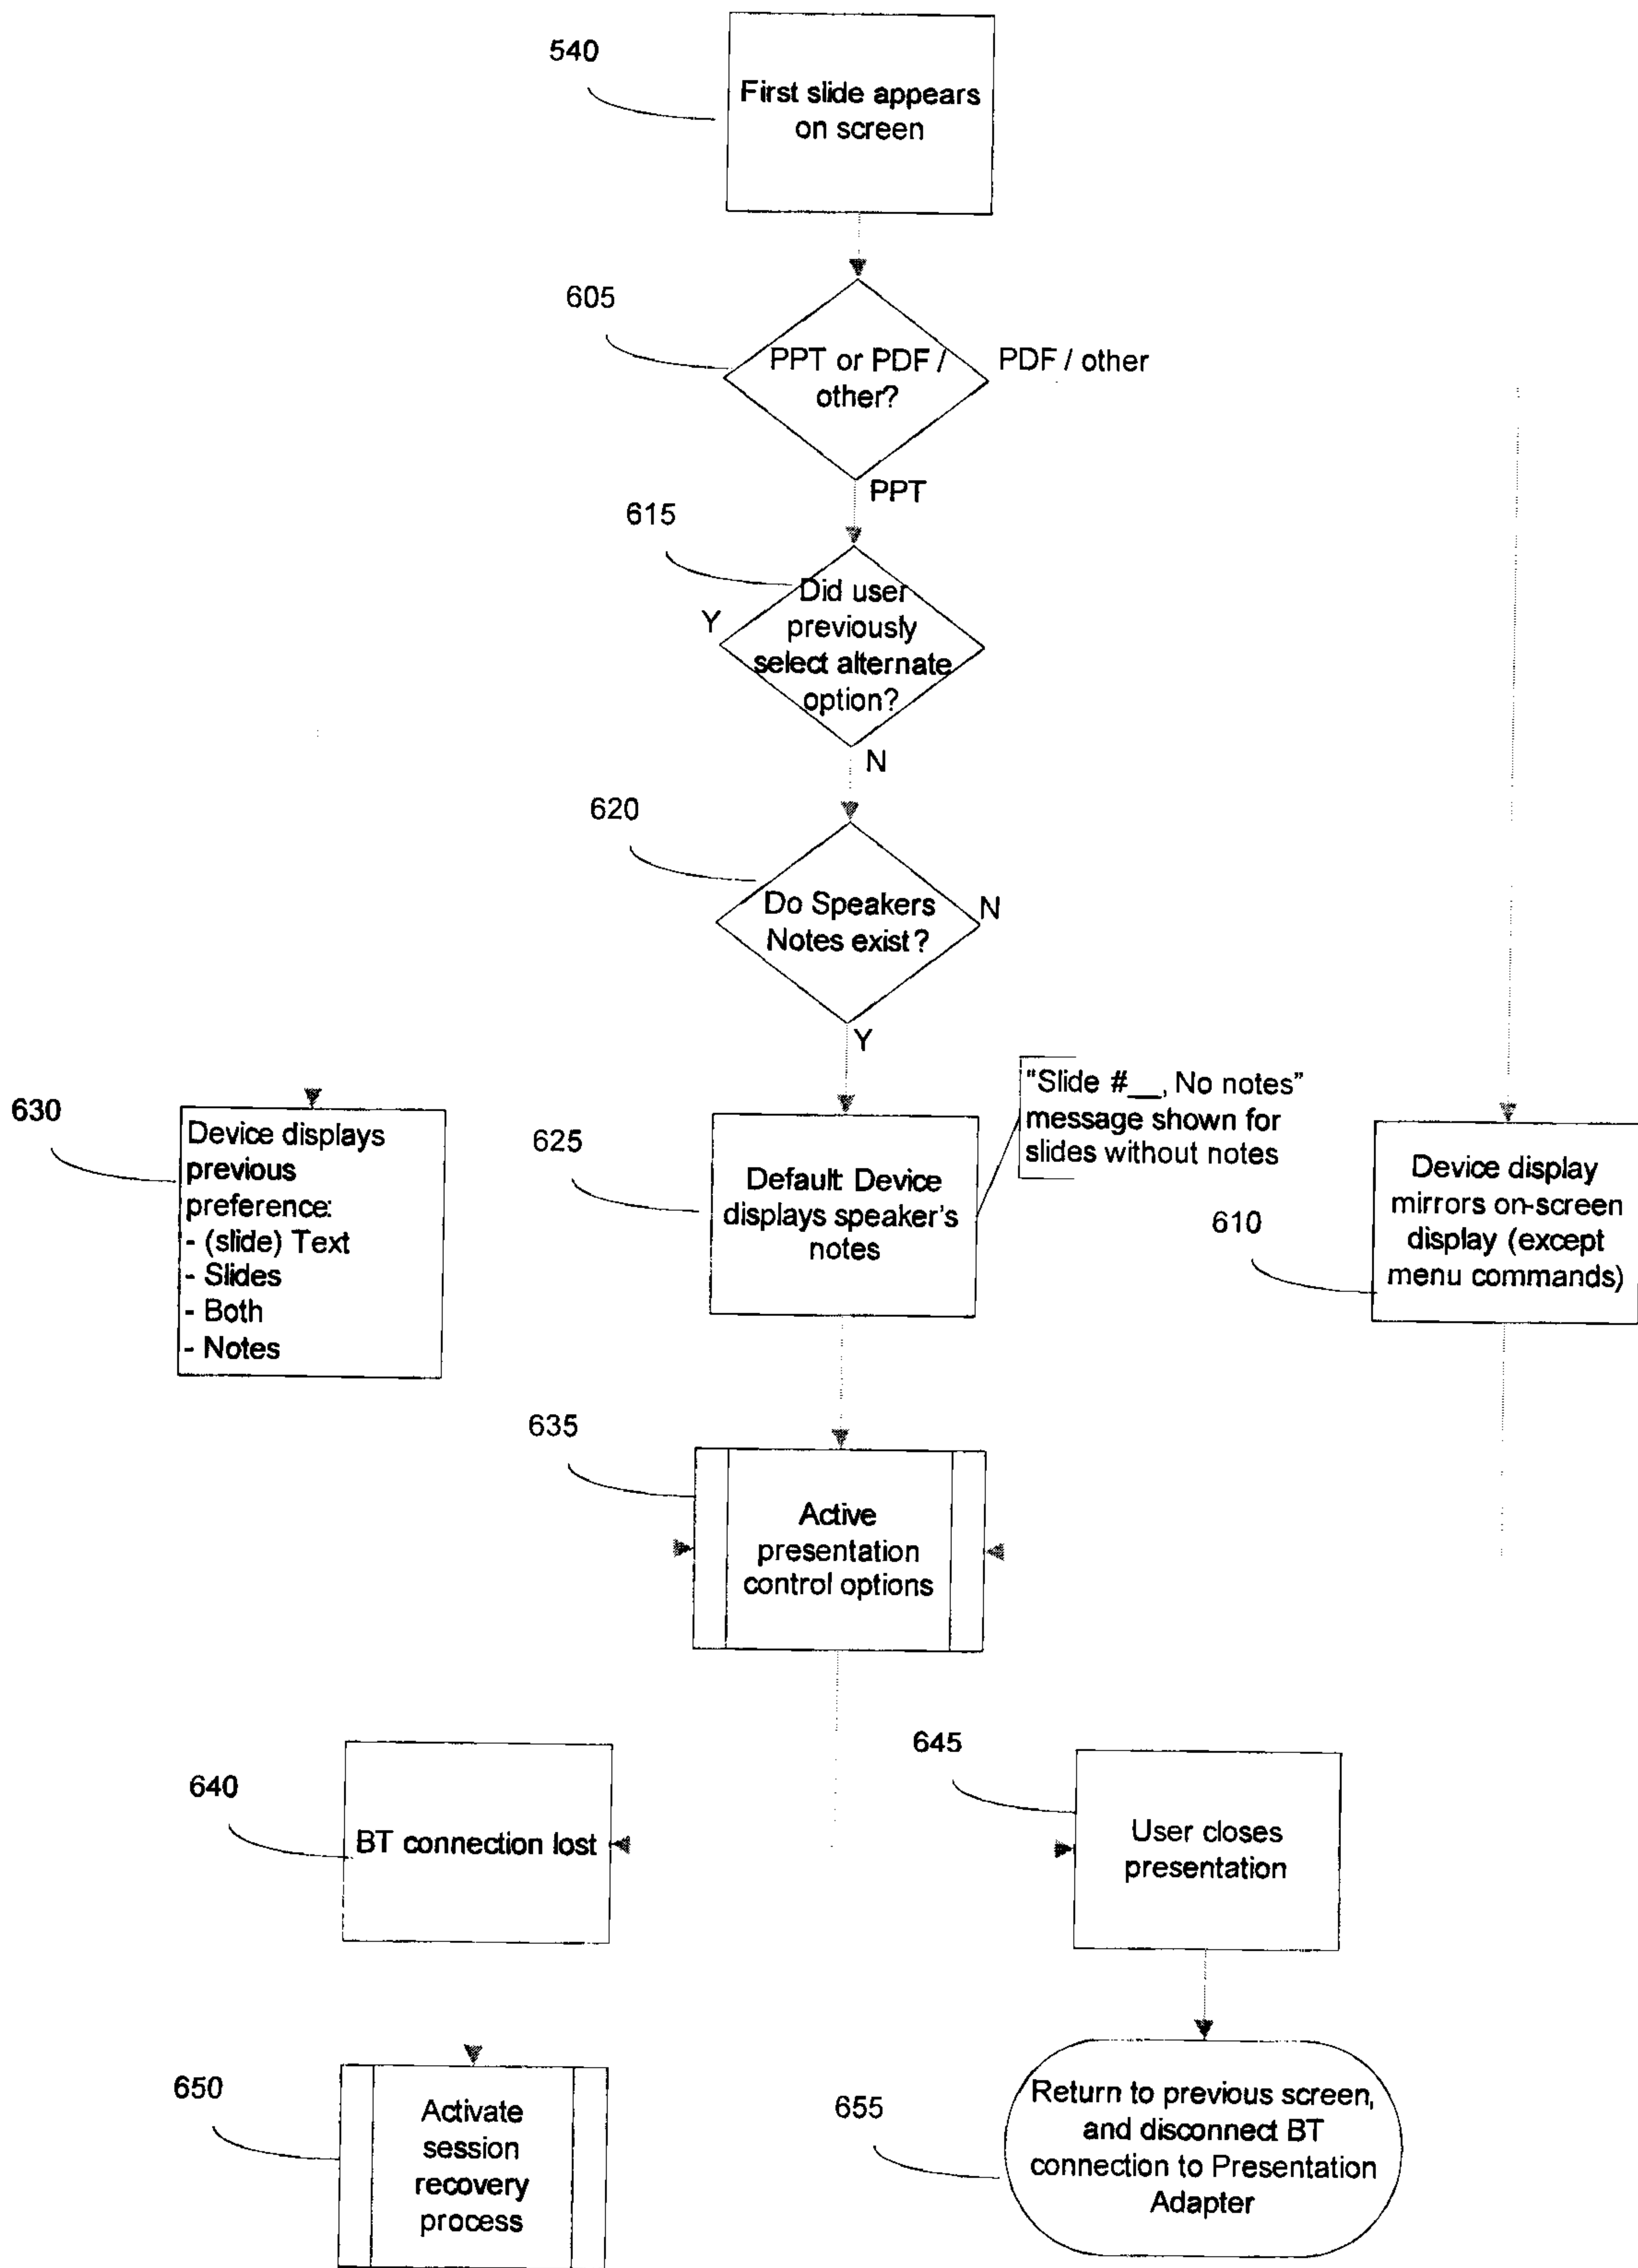 540
First slide appears
on screen
605
PPT or PDF /
other?
PDF / other
PPT
615
Did user
previously
select alternate
option?
Y
N
620
Do Speakers
Notes exist?
N
Y
630
Device displays
previous
preference:
- (slide) Text
- Slides
- Both
- Notes
625
Default: Device
displays speaker's
notes
"Slide #__, No notes"
message shown for
slides without notes
610
Device display
mirrors on-screen
display (except
menu commands)
635
Active
presentation
control options
640
BT connection lost
645
User closes
presentation
650
Activate
session
recovery
process
655
Return to previous screen,
and disconnect BT
connection to Presentation
Adapter